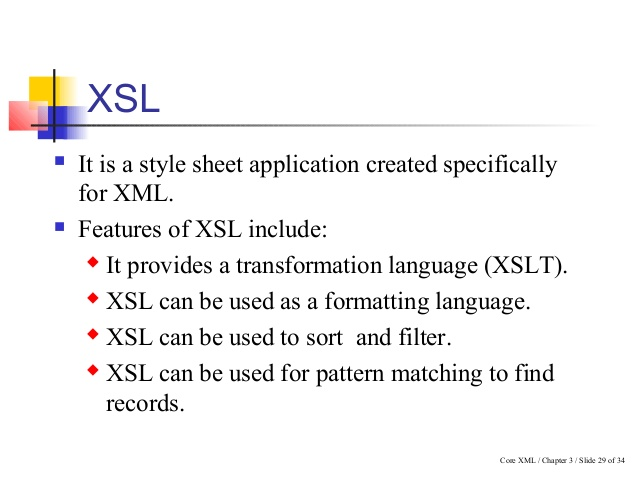 XSL
It is a style sheet application created specifically
for XML.
Features of XSL include:
It provides a transformation language (XSLT).
XSL can be used as a formatting language.
XSL can be used to sort  and filter.
XSL can be used for pattern matching to find
records.
Core XML / Chapter 3 / Slide 29 of 34